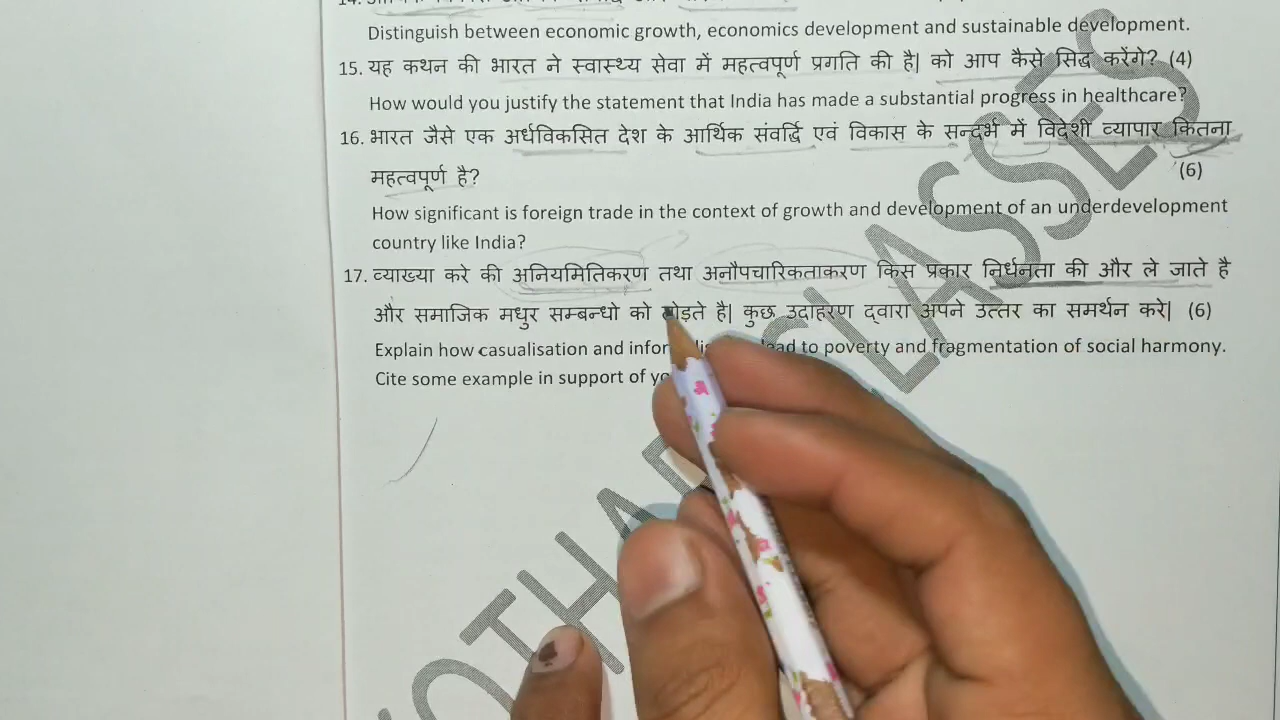 Distinguish between economic growth, economics development and sustainable development.
15. यह कथन की भारत ने स्वास्थ्य सेवा में महत्वपूर्ण प्रगति की है| को आप कैसे सिद्ध करेंगे? (4)
How would you justify the statement that India has made a substantial progress in healthcare?
16. भारत जैसे एक अर्धविकसित देश के आर्थिक संवर्द्धि एवं विकास के सन्दर्भ में विदेशी व्यापार कितना
महत्वपूर्ण है? (6)
How significant is foreign trade in the context of growth and development of an underdevelopment
country like India?
17. व्याख्या करे की अनियमितिकरण तथा अनौपचारिकताकरण किस प्रकार निर्धनता की और ले जाते है
और समाजिक मधुर सम्बन्धो को तोड़ते है| कुछ उदाहरण द्वारा अपने उत्तर का समर्थन करे| (6)
Explain how casualisation and lead to poverty and fragmentation of social harmony.
Cite some example in support of
CLASSES